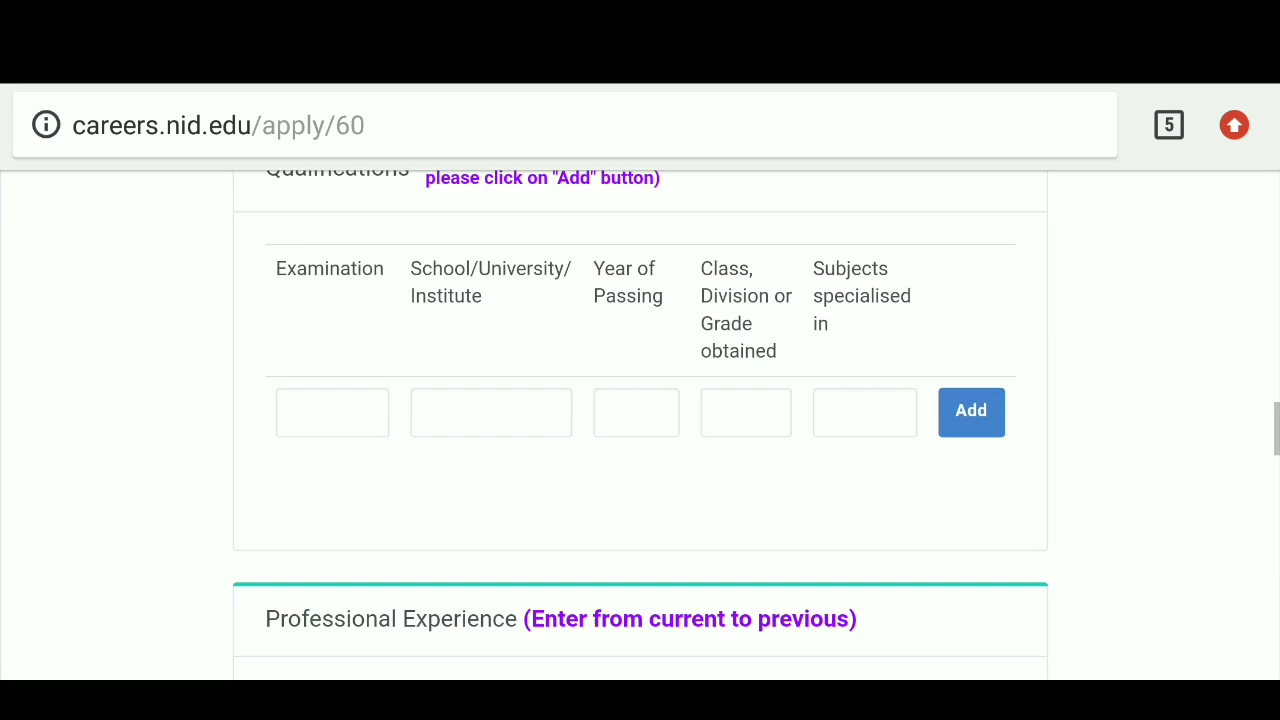 careers.nid.edu/apply/60
5
Qualifications please click on "Add" button)
Examination School/University/ Year of Class, Subjects
Institute Passing Division or specialised
Grade in
obtained
Add
Professional Experience (Enter from current to previous)